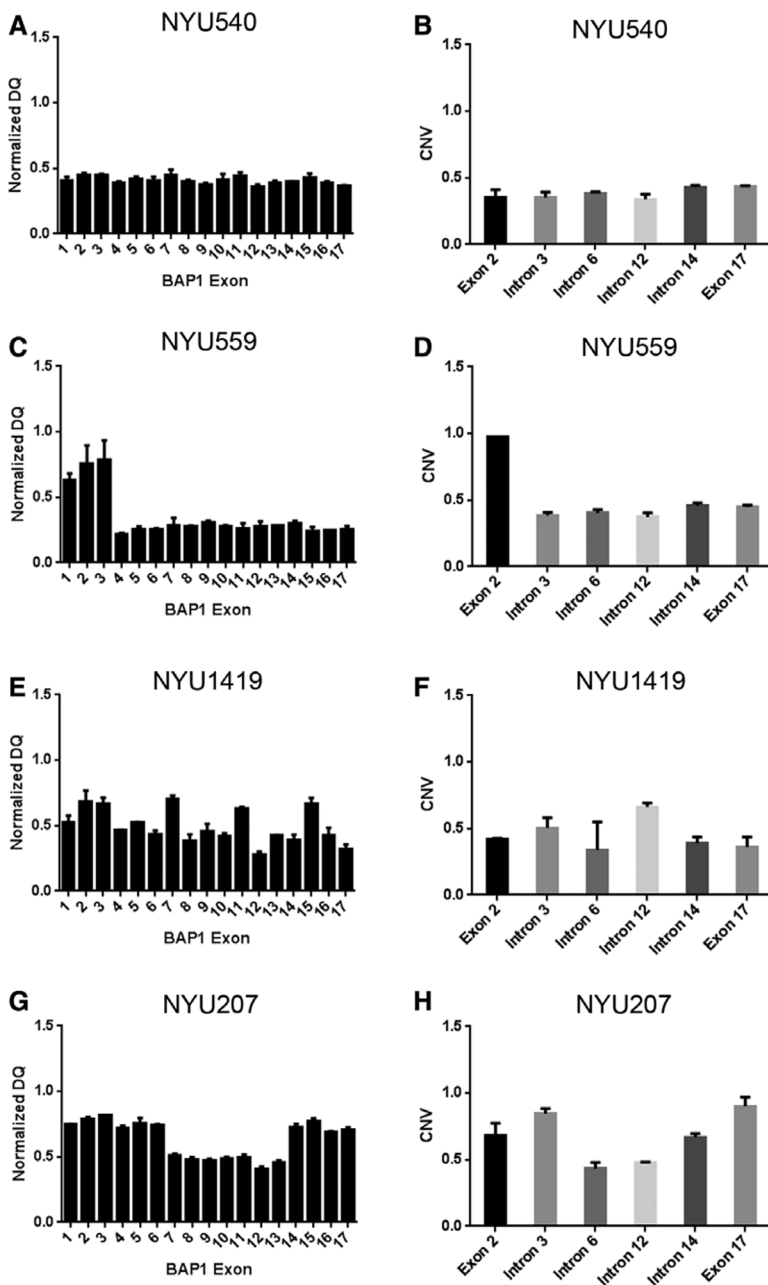 A
NYU540
Normalized DQ
1.5
1.0
0.5
0.0
1 2 3 4 5 6 7 8 9 10 11 12 13 14 15 16 17
BAP1 Exon
B
NYU540
CNV
1.5
1.0
0.5
0.0
Exon 2 Intron 3 Intron 6 Intron 12 Intron 14 Exon 17
C
NYU559
Normalized DQ
1.5
1.0
0.5
0.0
1 2 3 4 5 6 7 8 9 10 11 12 13 14 15 16 17
BAP1 Exon
D
NYU559
CNV
1.5
1.0
0.5
0.0
Exon 2 Intron 3 Intron 6 Intron 12 Intron 14 Exon 17
E
NYU1419
Normalized DQ
1.5
1.0
0.5
0.0
1 2 3 4 5 6 7 8 9 10 11 12 13 14 15 16 17
BAP1 Exon
F
NYU1419
CNV
1.5
1.0
0.5
0.0
Exon 2 Intron 3 Intron 6 Intron 12 Intron 14 Exon 17
G
NYU207
Normalized DQ
1.5
1.0
0.5
0.0
1 2 3 4 5 6 7 8 9 10 11 12 13 14 15 16 17
BAP1 Exon
H
NYU207
CNV
1.5
1.0
0.5
0.0
Exon 2 Intron 3 Intron 6 Intron 12 Intron 14 Exon 17